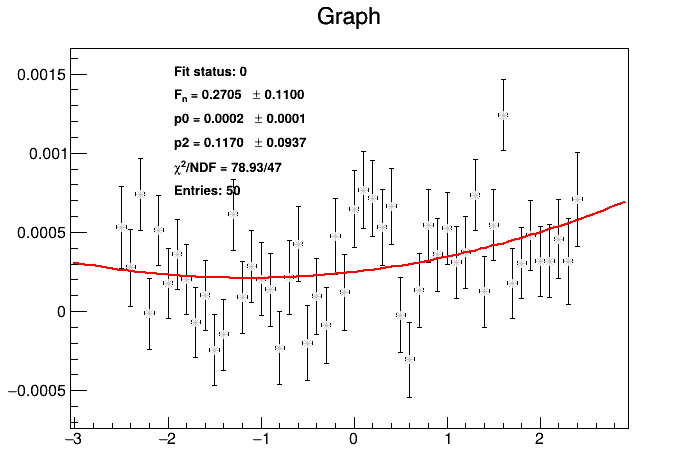 Graph
Fit status: 0
Fn = 0.2705 ± 0.1100
p0 = 0.0002 ± 0.0001
p2 = 0.1170 ± 0.0937
χ²/NDF = 78.93/47
Entries: 50
0.0015
0.001
0.0005
0
−0.0005
−3 −2 −1 0 1 2